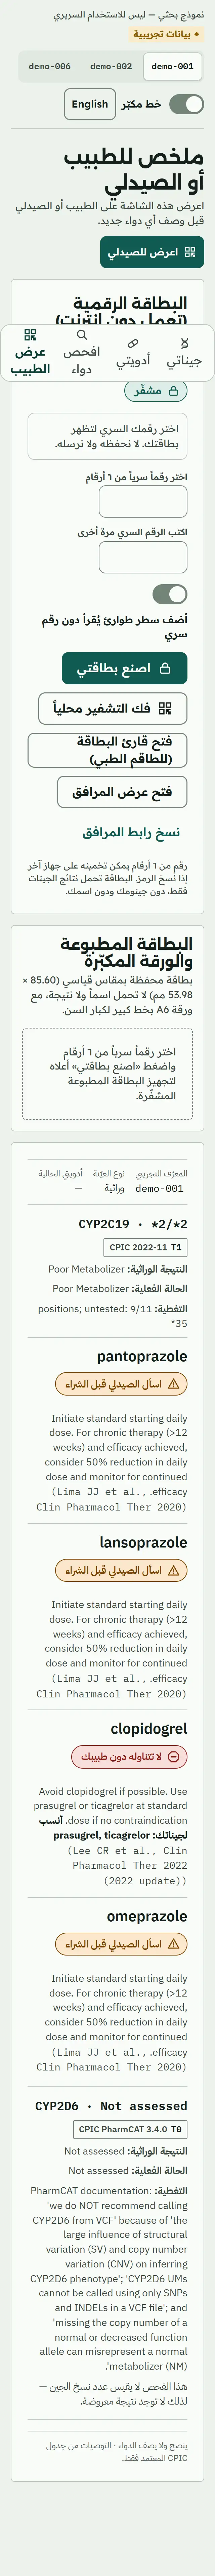 نموذج بحثي — ليس للاستخدام السريري
بيانات تجريبية
demo-001
demo-002
demo-006
خط مكبّر
English
ملخص للطبيب
أو الصيدلي
اعرض هذه الشاشة على الطبيب أو الصيدلي
قبل وصف أي دواء جديد.
اعرض للصيدلي
البطاقة الرقمية
(تعمل دون إنترنت)
جيناتي
أدويتي
افحص
دواء
عرض
الطبيب
مشفّر
اختر رقمك السري لتظهر
بطاقتك. لا نحفظه ولا نرسله.
اختر رقماً سرياً من ٦ أرقام
اكتب الرقم السري مرة أخرى
أضف سطر طوارئ يُقرأ دون رقم
سري
اصنع بطاقتي
فك التشفير محلياً
فتح قارئ البطاقة
(للطاقم الطبي)
فتح عرض المرافق
نسخ رابط المرافق
رقم من ٦ أرقام يمكن تخمينه على جهاز آخر
إذا نُسخ الرمز. البطاقة تحمل نتائج الجينات
فقط، دون جينومك ودون اسمك.
البطاقة المطبوعة
والورقة المكبّرة
بطاقة محفظة بمقاس قياسي (85.60 ×
53.98 مم) لا تحمل اسماً ولا نتيجة، مع
ورقة A6 بخط كبير لكبار السن.
اختر رقماً سرياً من ٦ أرقام
واضغط «اصنع بطاقتي» أعلاه
لتجهيز البطاقة المطبوعة
المشفّرة.
المعرّف التجريبي
demo-001
نوع العيّنة
وراثية
أدويتي الحالية
—
CYP2C19 · *2/*2
CPIC 2022-11 T1
النتيجة الوراثية: Poor Metabolizer
الحالة الفعلية: Poor Metabolizer
التغطية: 9/11 positions; untested:
*35
pantoprazole
اسأل الصيدلي قبل الشراء
Initiate standard starting daily
dose. For chronic therapy (>12
weeks) and efficacy achieved,
consider 50% reduction in daily
dose and monitor for continued
efficacy. (Lima JJ et al.,
Clin Pharmacol Ther 2020)
lansoprazole
اسأل الصيدلي قبل الشراء
Initiate standard starting daily
dose. For chronic therapy (>12
weeks) and efficacy achieved,
consider 50% reduction in daily
dose and monitor for continued
efficacy. (Lima JJ et al.,
Clin Pharmacol Ther 2020)
clopidogrel
لا تتناوله دون طبيبك
Avoid clopidogrel if possible. Use
prasugrel or ticagrelor at standard
dose if no contraindication. أنسب
لجيناتك: prasugrel, ticagrelor
(Lee CR et al., Clin
Pharmacol Ther 2022
(2022 update))
omeprazole
اسأل الصيدلي قبل الشراء
Initiate standard starting daily
dose. For chronic therapy (>12
weeks) and efficacy achieved,
consider 50% reduction in daily
dose and monitor for continued
efficacy. (Lima JJ et al.,
Clin Pharmacol Ther 2020)
CYP2D6 · Not assessed
CPIC PharmCAT 3.4.0 T0
النتيجة الوراثية: Not assessed
الحالة الفعلية: Not assessed
التغطية: PharmCAT documentation:
'we do NOT recommend calling
CYP2D6 from VCF' because of 'the
large influence of structural
variation (SV) and copy number
variation (CNV) on inferring
CYP2D6 phenotype'; 'CYP2D6 UMs
cannot be called using only SNPs
and INDELs in a VCF file'; and
'missing the copy number of a
normal or decreased function
allele can misrepresent a normal
metabolizer (NM)'.
هذا الفحص لا يقيس عدد نسخ الجين —
لذلك لا توجد نتيجة معروضة.
ينصح ولا يصف الدواء · التوصيات من جدول
CPIC المعتمد فقط.